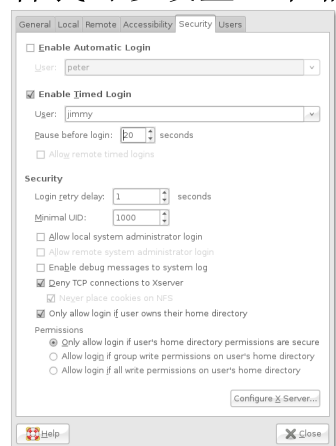 General Local Remote Accessibility Security Users
Enable Automatic Login
User: peter
Enable Timed Login
User: jimmy
Pause before login: 20 seconds
Allow remote timed logins
Security
Login retry delay: 1 seconds
Minimal UID: 1000
Allow local system administrator login
Allow remote system administrator login
Enable debug messages to system log
Deny TCP connections to Xserver
Never place cookies on NFS
Only allow login if user owns their home directory
Permissions
Only allow login if user's home directory permissions are secure
Allow login if group write permissions on user's home directory
Allow login if all write permissions on user's home directory
Configure X Server...
Help Close